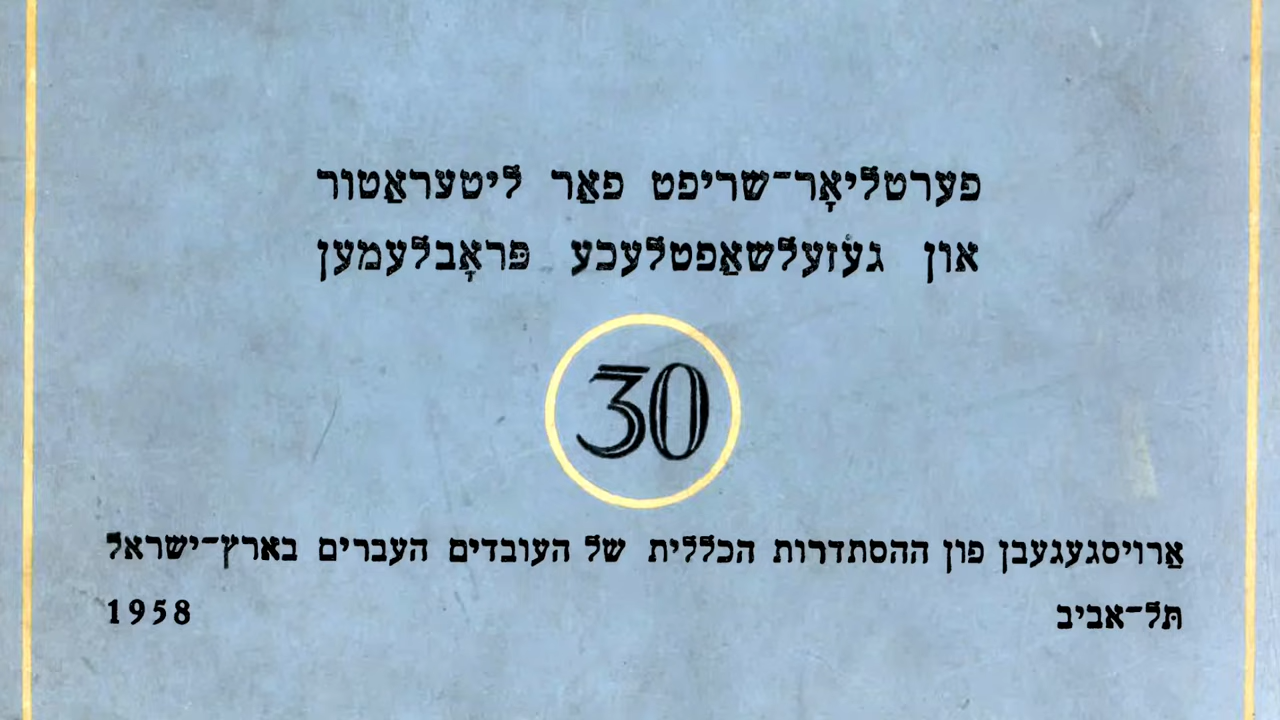 פערטליאָר־שריפט פאַר ליטעראַטור
און געזעלשאַפטלעכע פּראָבלעמען
30
אַרויסגעגעבן פון ההסתדרות הכללית של העובדים העברים בארץ־ישראל
תּל־אביב 1958